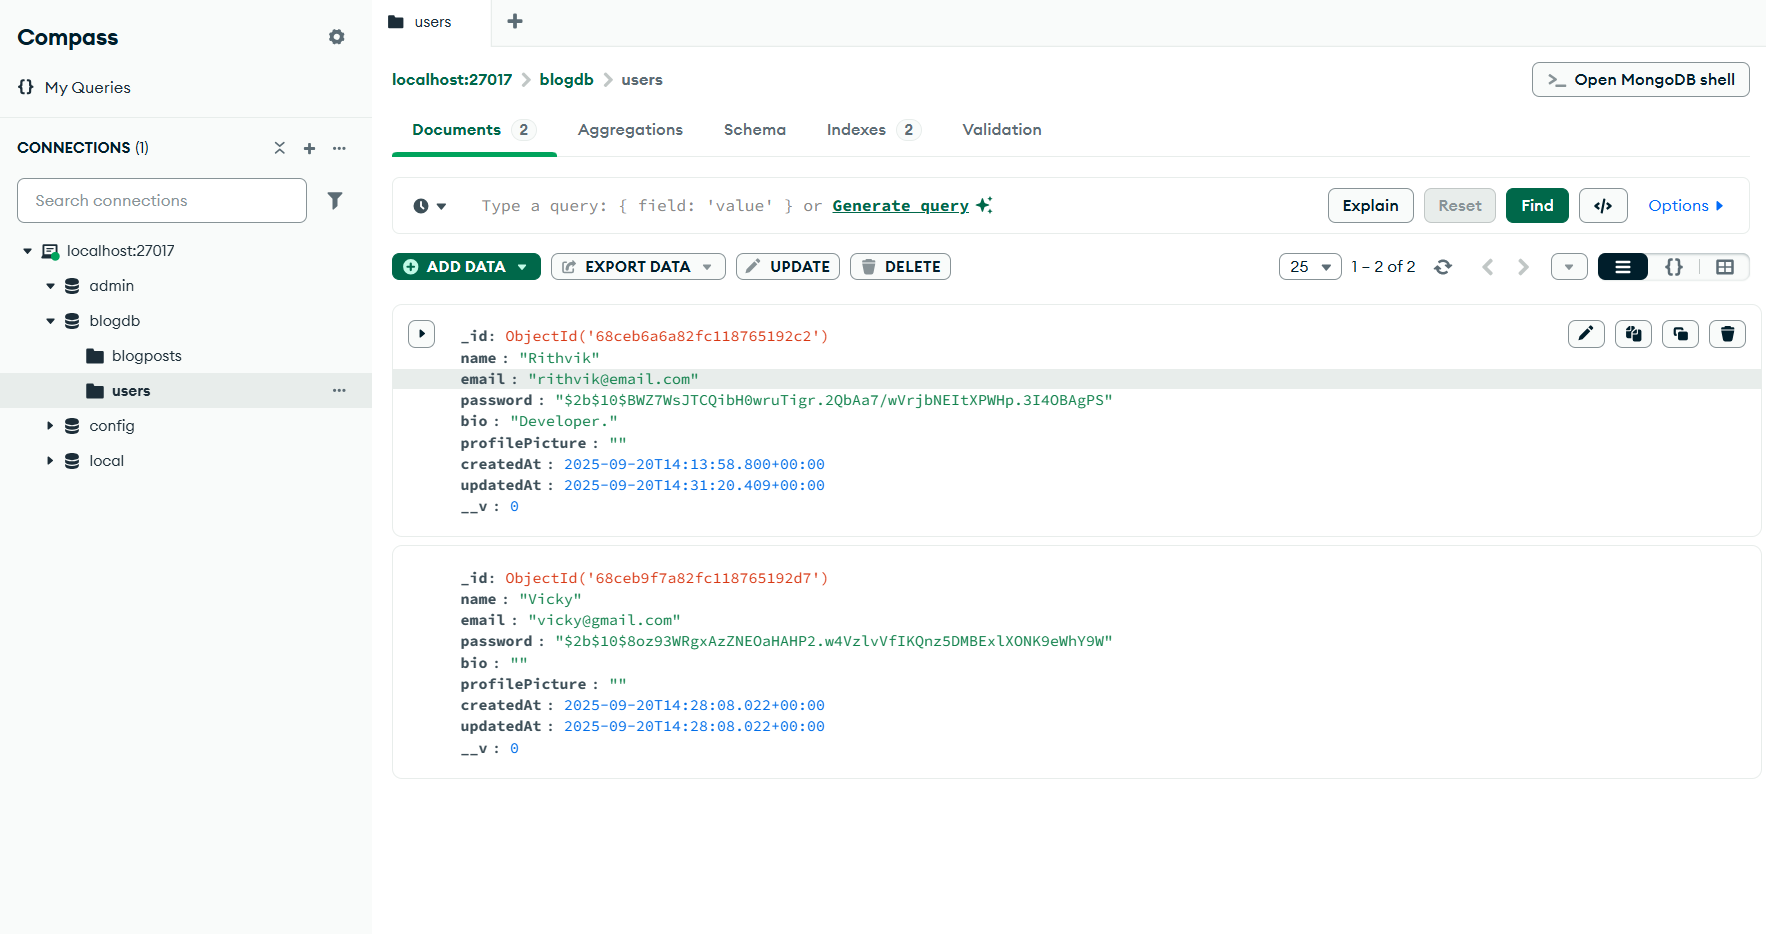 Compass
My Queries
CONNECTIONS (1)
Search connections
localhost:27017
admin
blogdb
blogposts
users
config
local
users
localhost:27017 blogdb users
Open MongoDB shell
Documents 2 Aggregations Schema Indexes 2 Validation
Type a query: { field: 'value' } or Generate query
Explain Reset Find </> Options
ADD DATA EXPORT DATA UPDATE DELETE
25 1 – 2 of 2 {}
_id: ObjectId('68ceb6a6a82fc118765192c2')
name : "Rithvik"
email : "rithvik@email.com"
password : "$2b$10$BWZ7WsJTCQibH0wruTigr.2QbAa7/wVrjbNEItXPWHp.3I4OBAgPS"
bio : "Developer."
profilePicture : ""
createdAt : 2025-09-20T14:13:58.800+00:00
updatedAt : 2025-09-20T14:31:20.409+00:00
__v : 0
_id: ObjectId('68ceb9f7a82fc118765192d7')
name : "Vicky"
email : "vicky@gmail.com"
password : "$2b$10$8oz93WRgxAzZNEOaHAHP2.w4VzlvVfIKQnz5DMBExlXONK9eWhY9W"
bio : ""
profilePicture : ""
createdAt : 2025-09-20T14:28:08.022+00:00
updatedAt : 2025-09-20T14:28:08.022+00:00
__v : 0